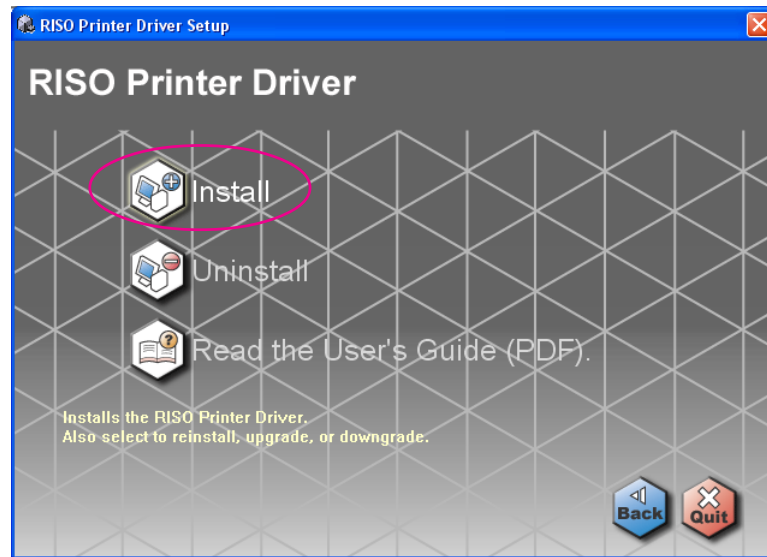 RISO Printer Driver Setup
RISO Printer Driver
Install
Uninstall
Read the User's Guide (PDF).
Installs the RISO Printer Driver.
Also select to reinstall, upgrade, or downgrade.
Back
Quit